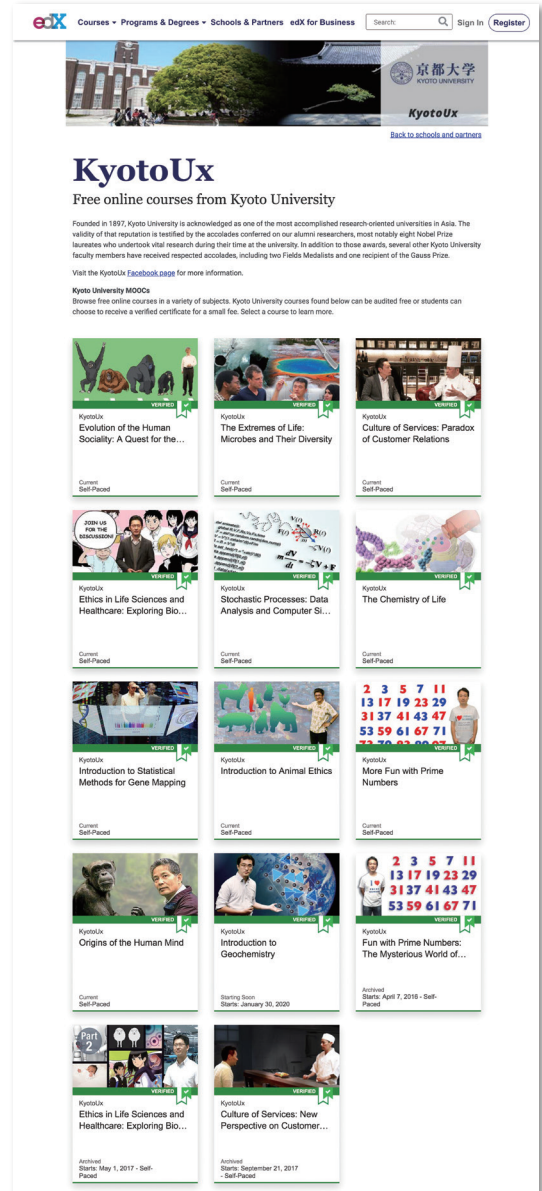 edX Courses Programs & Degrees Schools & Partners edX for Business Search: Sign In Register
京都大学
KYOTO UNIVERSITY
KyotoUx
Back to schools and partners
KyotoUx
Free online courses from Kyoto University
Founded in 1897, Kyoto University is acknowledged as one of the most accomplished research-oriented universities in Asia. The
validity of that reputation is testified by the accolades conferred on our alumni researchers, most notably eight Nobel Prize
laureates who undertook vital research during their time at the university. In addition to those awards, several other Kyoto University
faculty members have received respected accolades, including two Fields Medalists and one recipient of the Gauss Prize.
Visit the KyotoUx Facebook page for more information.
Kyoto University MOOCs
Browse free online courses in a variety of subjects. Kyoto University courses found below can be audited free or students can
choose to receive a verified certificate for a small fee. Select a course to learn more.
VERIFIED
KyotoUx
Evolution of the Human
Sociality: A Quest for the…
Current
Self-Paced
VERIFIED
KyotoUx
The Extremes of Life:
Microbes and Their Diversity
Current
Self-Paced
VERIFIED
KyotoUx
Culture of Services: Paradox
of Customer Relations
Current
Self-Paced
JOIN US
FOR THE
DISCUSSION!
VERIFIED
KyotoUx
Ethics in Life Sciences and
Healthcare: Exploring Bio…
Current
Self-Paced
VERIFIED
KyotoUx
Stochastic Processes: Data
Analysis and Computer Si…
Current
Self-Paced
VERIFIED
KyotoUx
The Chemistry of Life
Current
Self-Paced
VERIFIED
KyotoUx
Introduction to Statistical
Methods for Gene Mapping
Current
Self-Paced
VERIFIED
KyotoUx
Introduction to Animal Ethics
Current
Self-Paced
2 3 5 7 11
13 17 19 23 29
31 37 41 43 47
53 59 61 67 71
VERIFIED
KyotoUx
More Fun with Prime
Numbers
Current
Self-Paced
VERIFIED
KyotoUx
Origins of the Human Mind
Current
Self-Paced
VERIFIED
KyotoUx
Introduction to
Geochemistry
Starting Soon
Starts: January 30, 2020
2 3 5 7 11
13 17 19 23 29
31 37 41 43 47
53 59 61 67 71
VERIFIED
KyotoUx
Fun with Prime Numbers:
The Mysterious World of…
Archived
Starts: April 7, 2016 - Self-
Paced
Part
2
VERIFIED
KyotoUx
Ethics in Life Sciences and
Healthcare: Exploring Bio…
Archived
Starts: May 1, 2017 - Self-
Paced
VERIFIED
KyotoUx
Culture of Services: New
Perspective on Customer…
Archived
Starts: September 21, 2017
- Self-Paced